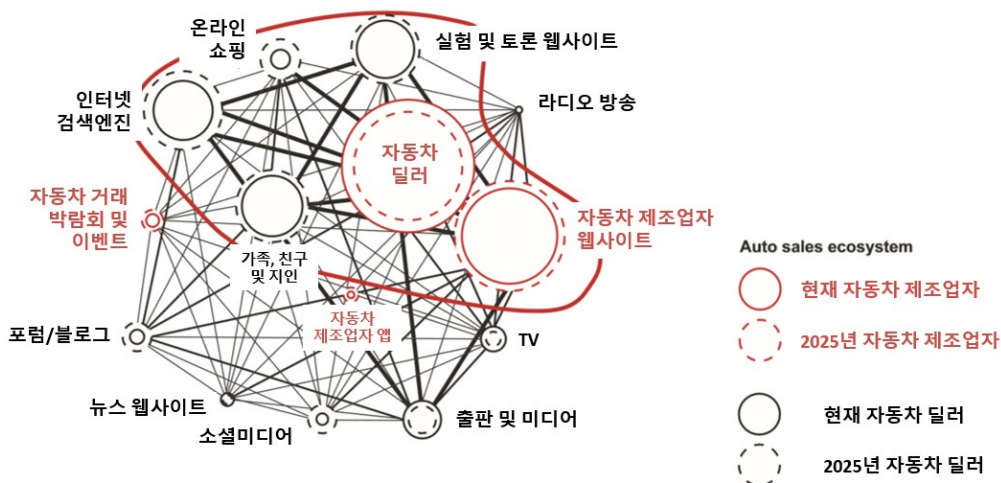 온라인
쇼핑
실험 및 토론 웹사이트
인터넷
검색엔진
라디오 방송
자동차
딜러
자동차 거래
박람회 및
이벤트
자동차 제조업자
웹사이트
가족, 친구
및 지인
자동차
제조업자 앱
포럼/블로그
TV
뉴스 웹사이트
소셜미디어
출판 및 미디어
Auto sales ecosystem
현재 자동차 제조업자
2025년 자동차 제조업자
현재 자동차 딜러
2025년 자동차 딜러